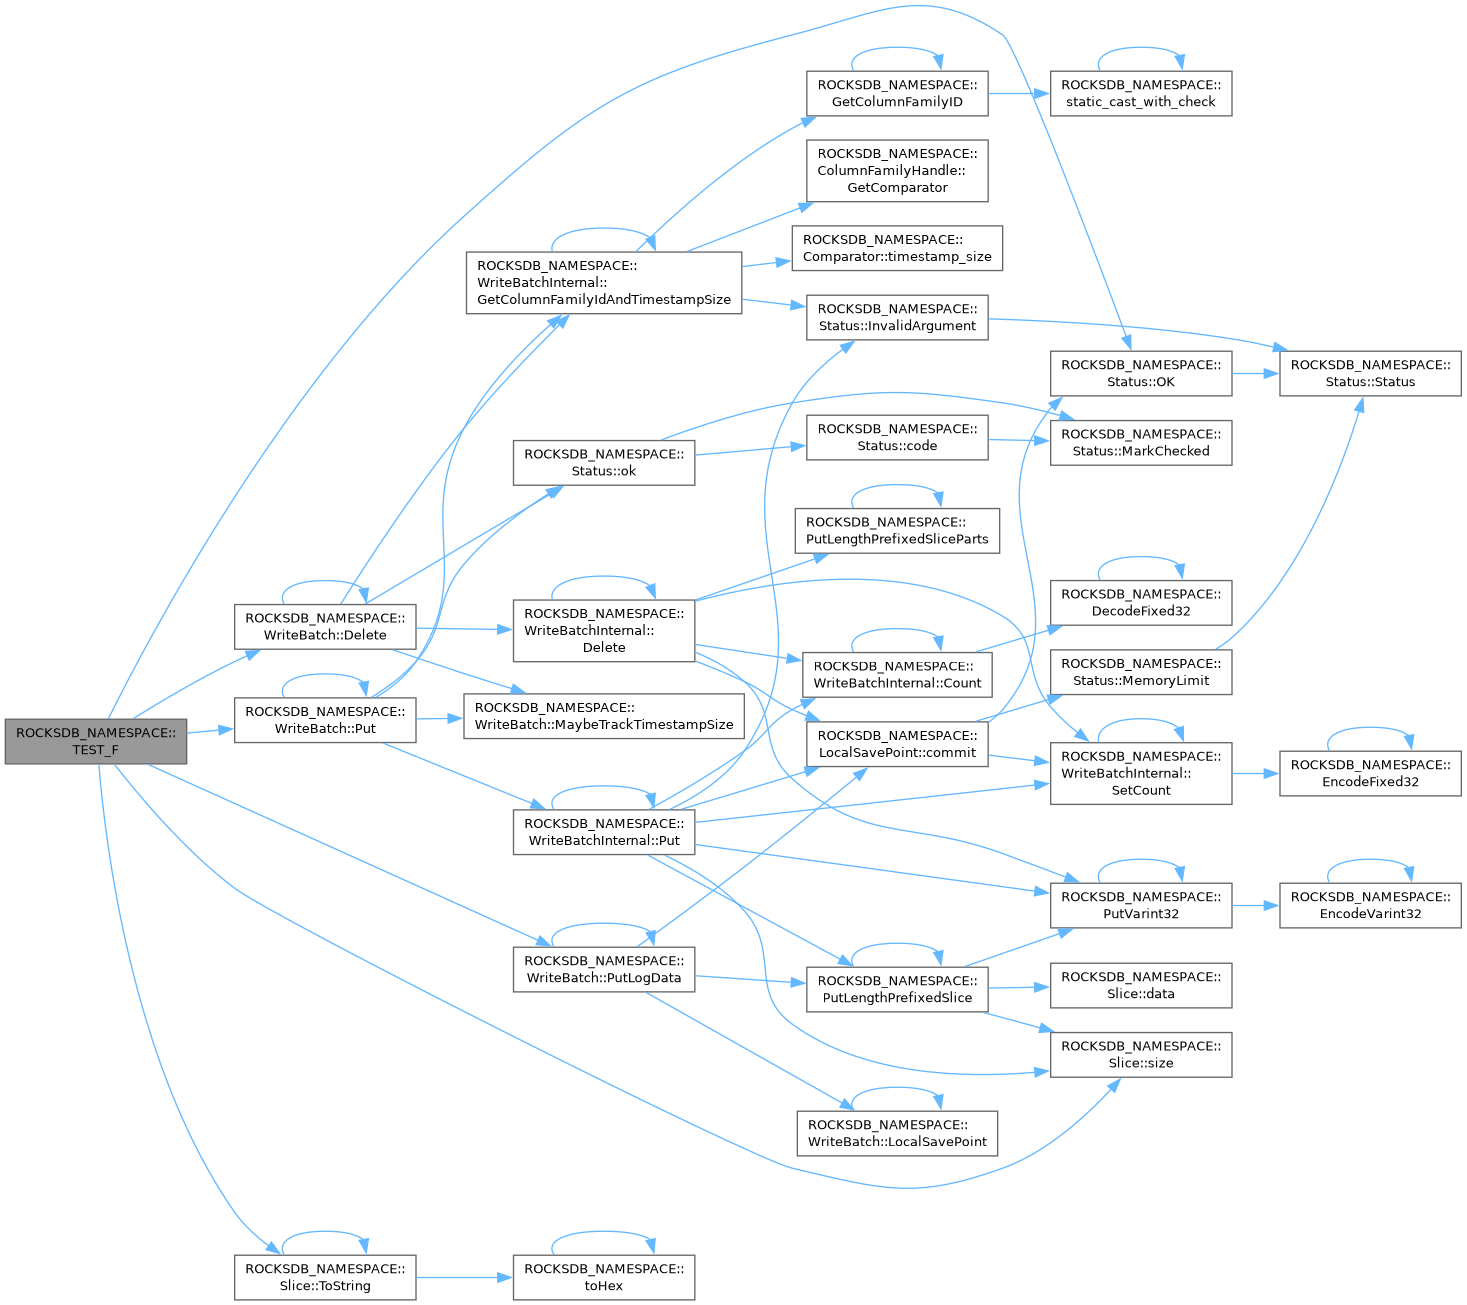 ROCKSDB_NAMESPACE::
TEST_F
ROCKSDB_NAMESPACE::
WriteBatch::Delete
ROCKSDB_NAMESPACE::
WriteBatch::Put
ROCKSDB_NAMESPACE::
Slice::ToString
ROCKSDB_NAMESPACE::
WriteBatchInternal::
GetColumnFamilyIdAndTimestampSize
ROCKSDB_NAMESPACE::
Status::ok
ROCKSDB_NAMESPACE::
WriteBatchInternal::
Delete
ROCKSDB_NAMESPACE::
WriteBatch::MaybeTrackTimestampSize
ROCKSDB_NAMESPACE::
WriteBatchInternal::Put
ROCKSDB_NAMESPACE::
WriteBatch::PutLogData
ROCKSDB_NAMESPACE::
toHex
ROCKSDB_NAMESPACE::
GetColumnFamilyID
ROCKSDB_NAMESPACE::
ColumnFamilyHandle::
GetComparator
ROCKSDB_NAMESPACE::
Comparator::timestamp_size
ROCKSDB_NAMESPACE::
Status::InvalidArgument
ROCKSDB_NAMESPACE::
Status::code
ROCKSDB_NAMESPACE::
PutLengthPrefixedSliceParts
ROCKSDB_NAMESPACE::
WriteBatchInternal::Count
ROCKSDB_NAMESPACE::
LocalSavePoint::commit
ROCKSDB_NAMESPACE::
PutLengthPrefixedSlice
ROCKSDB_NAMESPACE::
WriteBatch::LocalSavePoint
ROCKSDB_NAMESPACE::
static_cast_with_check
ROCKSDB_NAMESPACE::
Status::OK
ROCKSDB_NAMESPACE::
Status::MarkChecked
ROCKSDB_NAMESPACE::
DecodeFixed32
ROCKSDB_NAMESPACE::
Status::MemoryLimit
ROCKSDB_NAMESPACE::
WriteBatchInternal::
SetCount
ROCKSDB_NAMESPACE::
PutVarint32
ROCKSDB_NAMESPACE::
Slice::data
ROCKSDB_NAMESPACE::
Slice::size
ROCKSDB_NAMESPACE::
Status::Status
ROCKSDB_NAMESPACE::
EncodeFixed32
ROCKSDB_NAMESPACE::
EncodeVarint32